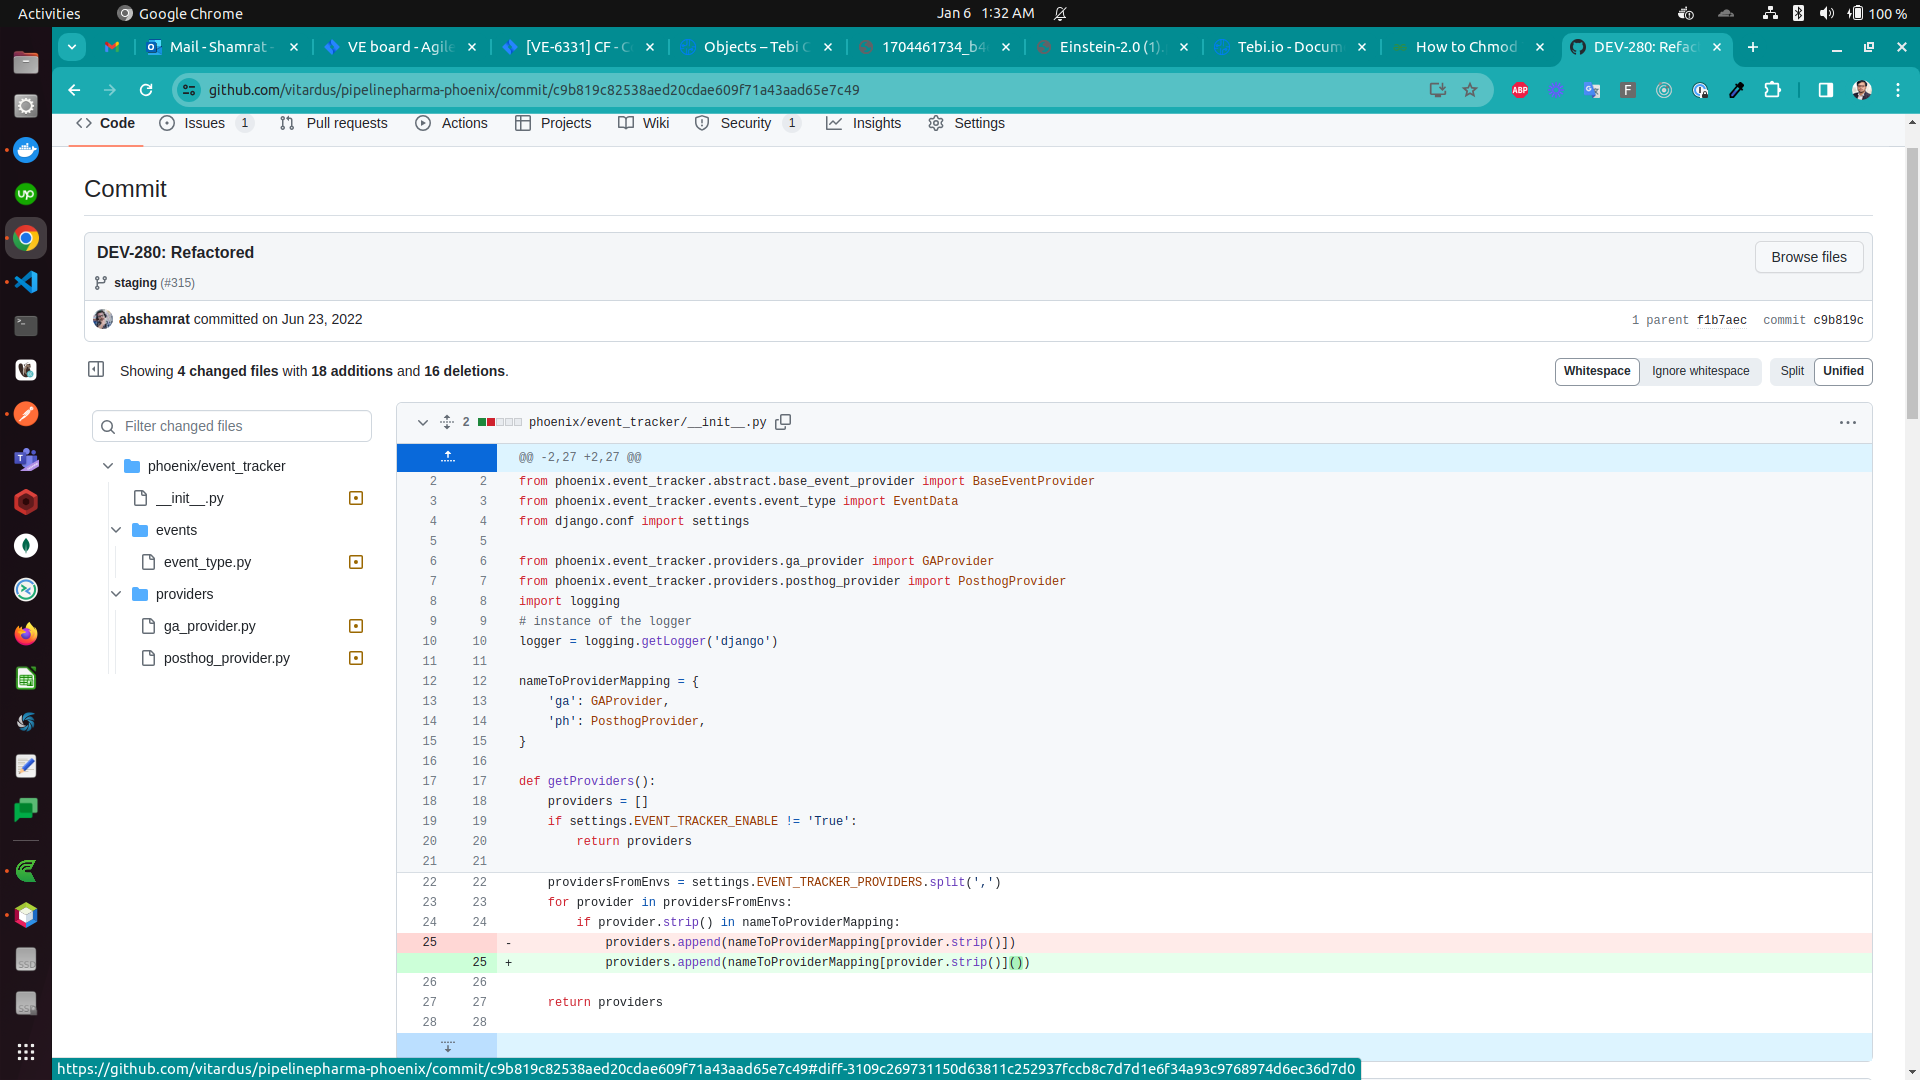 Activities
Google Chrome
Jan 6 1:32 AM
100 %
Mail - Shamrat -
VE board - Agile
[VE-6331] CF - C
Objects – Tebi C
1704461734_b4
Einstein-2.0 (1).
Tebi.io - Docum
How to Chmod
DEV-280: Refac
github.com/vitardus/pipelinepharma-phoenix/commit/c9b819c82538aed20cdae609f71a43aad65e7c49
ABP
F
Code
Issues 1
Pull requests
Actions
Projects
Wiki
Security 1
Insights
Settings
Commit
DEV-280: Refactored
Browse files
staging (#315)
abshamrat committed on Jun 23, 2022
1 parent f1b7aec commit c9b819c
Showing 4 changed files with 18 additions and 16 deletions.
Whitespace Ignore whitespace
Split Unified
Filter changed files
phoenix/event_tracker
__init__.py
events
event_type.py
providers
ga_provider.py
posthog_provider.py
2 phoenix/event_tracker/__init__.py
@@ -2,27 +2,27 @@
2 2 from phoenix.event_tracker.abstract.base_event_provider import BaseEventProvider
3 3 from phoenix.event_tracker.events.event_type import EventData
4 4 from django.conf import settings
5 5
6 6 from phoenix.event_tracker.providers.ga_provider import GAProvider
7 7 from phoenix.event_tracker.providers.posthog_provider import PosthogProvider
8 8 import logging
9 9 # instance of the logger
10 10 logger = logging.getLogger('django')
11 11
12 12 nameToProviderMapping = {
13 13 'ga': GAProvider,
14 14 'ph': PosthogProvider,
15 15 }
16 16
17 17 def getProviders():
18 18 providers = []
19 19 if settings.EVENT_TRACKER_ENABLE != 'True':
20 20 return providers
21 21
22 22 providersFromEnvs = settings.EVENT_TRACKER_PROVIDERS.split(',')
23 23 for provider in providersFromEnvs:
24 24 if provider.strip() in nameToProviderMapping:
25 - providers.append(nameToProviderMapping[provider.strip()])
25 + providers.append(nameToProviderMapping[provider.strip()]())
26 26
27 27 return providers
28 28
https://github.com/vitardus/pipelinepharma-phoenix/commit/c9b819c82538aed20cdae609f71a43aad65e7c49#diff-3109c269731150d63811c252937fccb8c7d7d1e6f34a93c9768974d6ec36d7d0